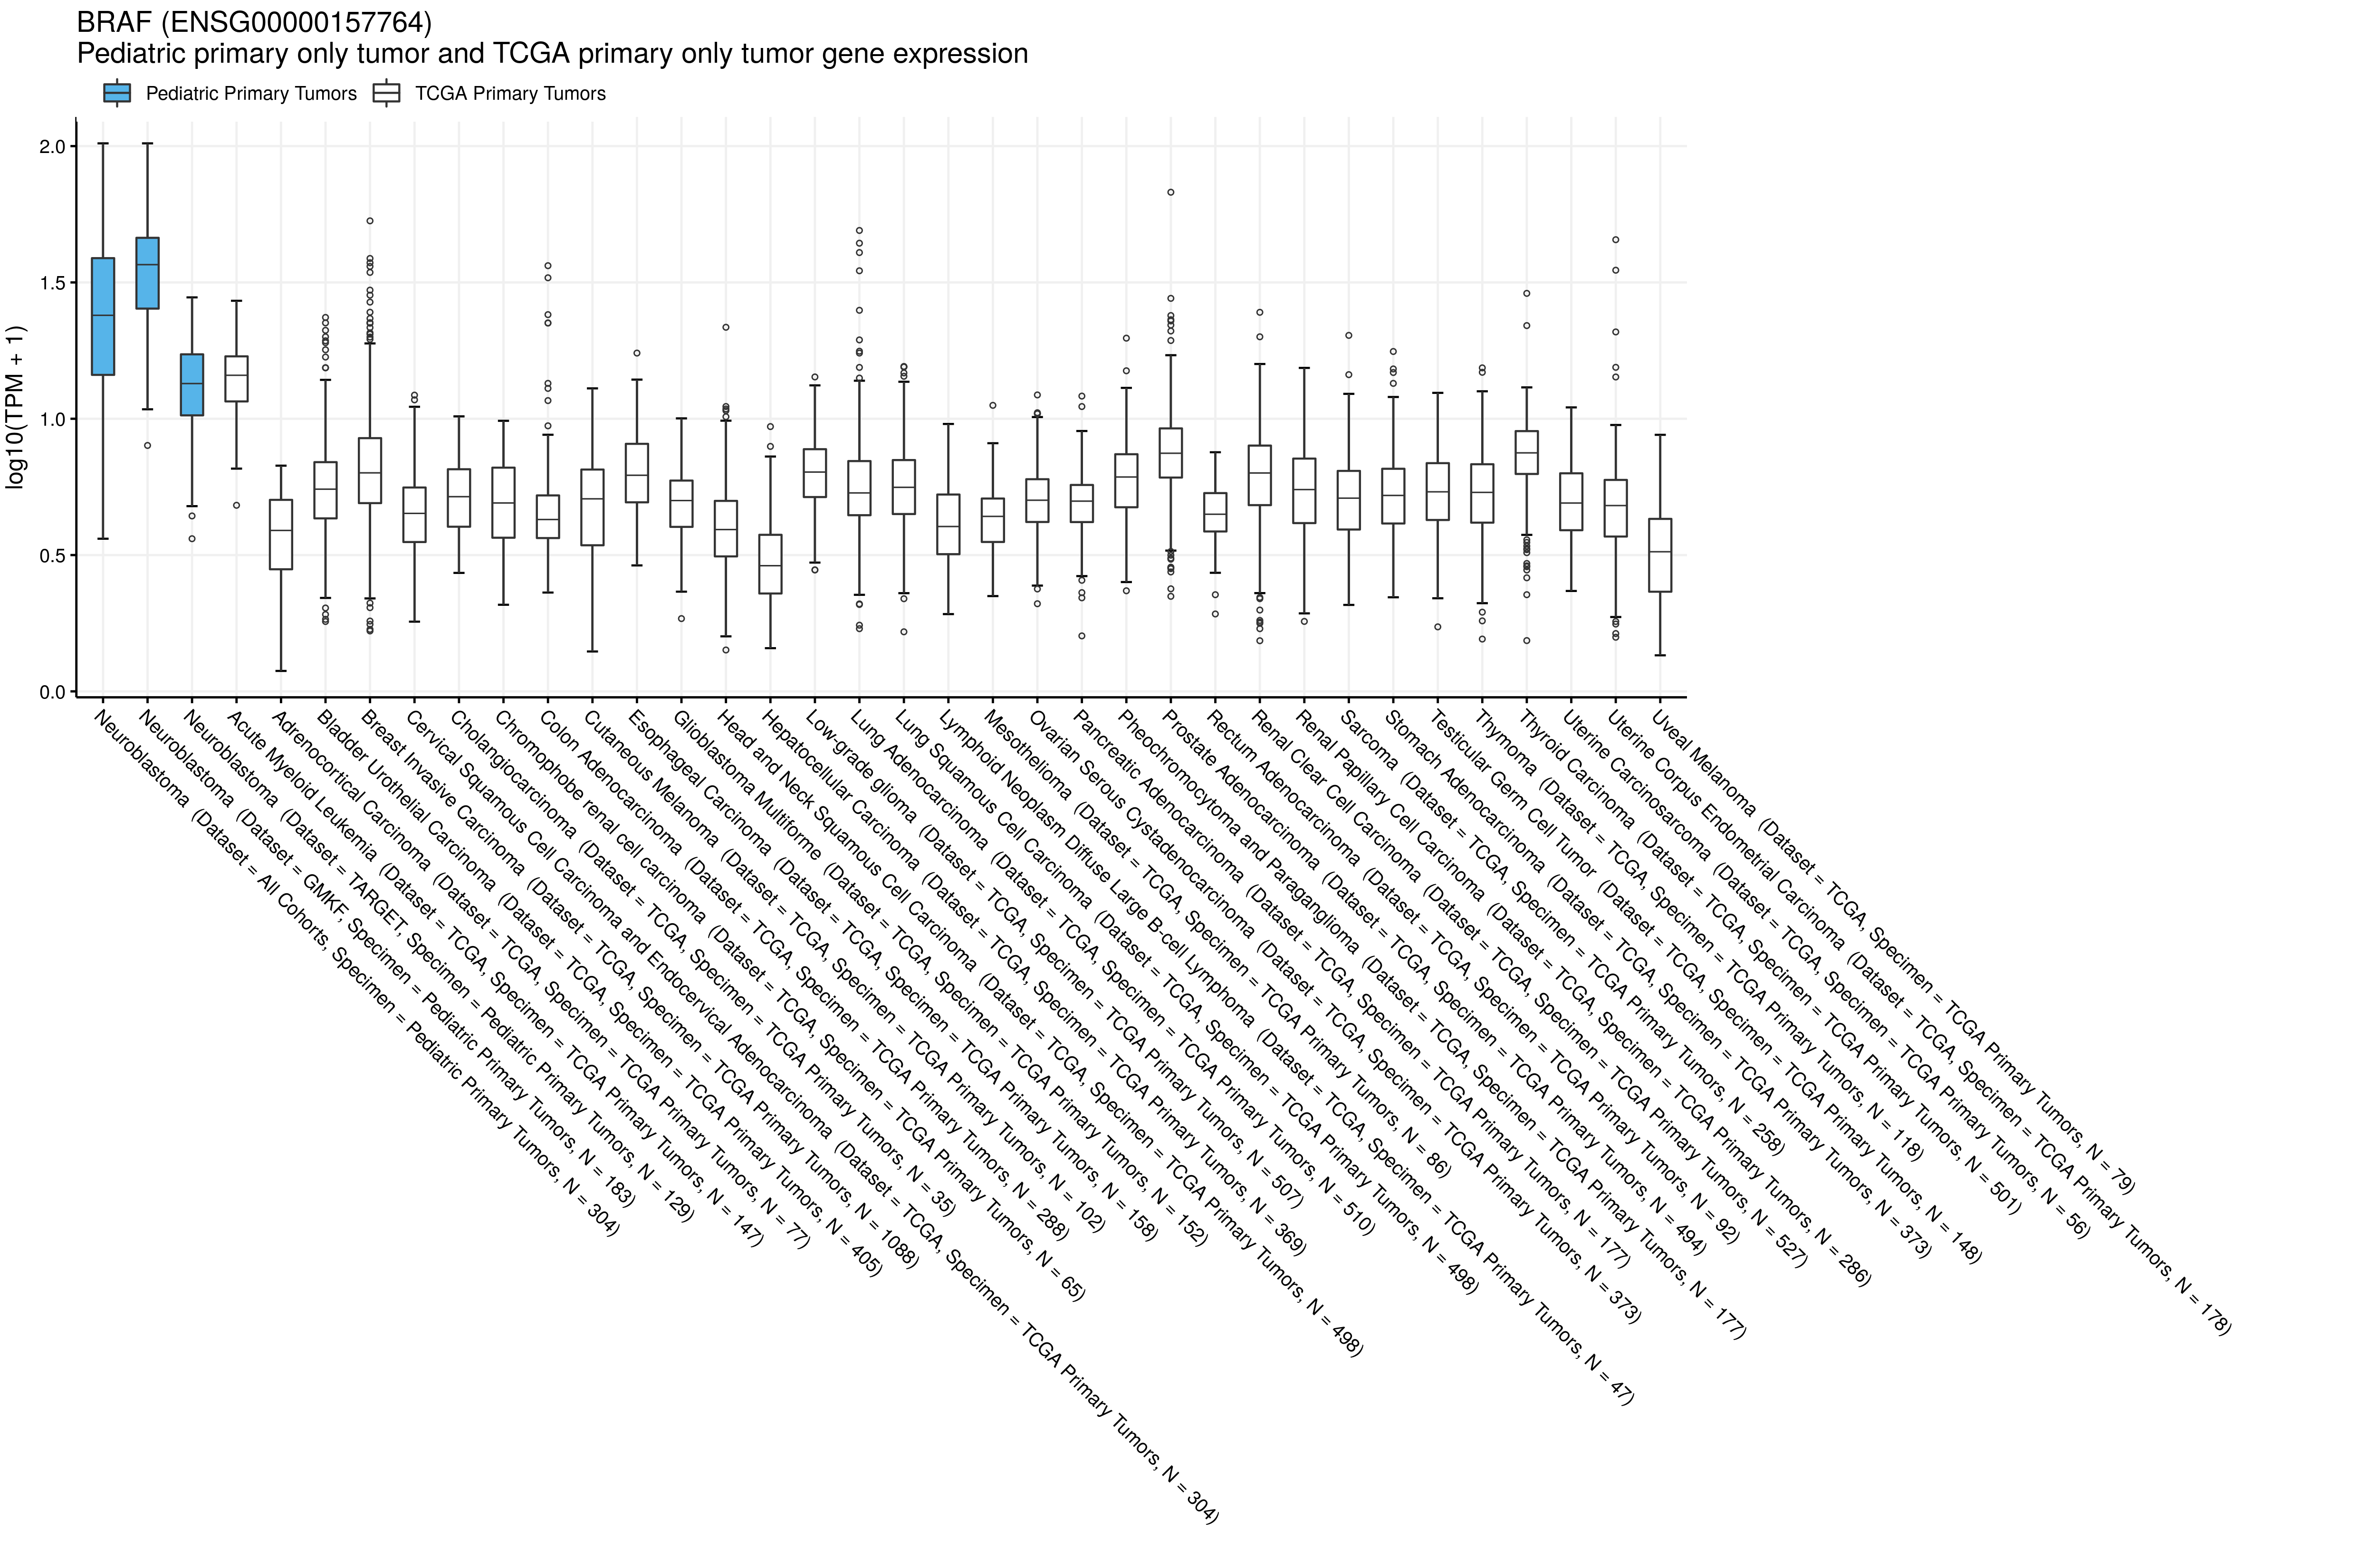 BRAF (ENSG00000157764)
Pediatric primary only tumor and TCGA primary only tumor gene expression
Pediatric Primary Tumors
TCGA Primary Tumors
log10(TPM + 1)
2.0
1.5
1.0
0.5
0.0
Neuroblastoma (Dataset = All Cohorts, Specimen = Pediatric Primary Tumors, N = 304)
Neuroblastoma (Dataset = GMKF, Specimen = Pediatric Primary Tumors, N = 183)
Neuroblastoma (Dataset = TARGET, Specimen = Pediatric Primary Tumors, N = 129)
Acute Myeloid Leukemia (Dataset = TCGA, Specimen = TCGA Primary Tumors, N = 147)
Adrenocortical Carcinoma (Dataset = TCGA, Specimen = TCGA Primary Tumors, N = 77)
Bladder Urothelial Carcinoma (Dataset = TCGA, Specimen = TCGA Primary Tumors, N = 405)
Breast Invasive Carcinoma (Dataset = TCGA, Specimen = TCGA Primary Tumors, N = 1088)
Cervical Squamous Cell Carcinoma and Endocervical Adenocarcinoma (Dataset = TCGA, Specimen = TCGA Primary Tumors, N = 304)
Cholangiocarcinoma (Dataset = TCGA, Specimen = TCGA Primary Tumors, N = 35)
Chromophobe renal cell carcinoma (Dataset = TCGA, Specimen = TCGA Primary Tumors, N = 65)
Colon Adenocarcinoma (Dataset = TCGA, Specimen = TCGA Primary Tumors, N = 288)
Cutaneous Melanoma (Dataset = TCGA, Specimen = TCGA Primary Tumors, N = 102)
Esophageal Carcinoma (Dataset = TCGA, Specimen = TCGA Primary Tumors, N = 158)
Glioblastoma Multiforme (Dataset = TCGA, Specimen = TCGA Primary Tumors, N = 152)
Head and Neck Squamous Cell Carcinoma (Dataset = TCGA, Specimen = TCGA Primary Tumors, N = 498)
Hepatocellular Carcinoma (Dataset = TCGA, Specimen = TCGA Primary Tumors, N = 369)
Low-grade glioma (Dataset = TCGA, Specimen = TCGA Primary Tumors, N = 507)
Lung Adenocarcinoma (Dataset = TCGA, Specimen = TCGA Primary Tumors, N = 510)
Lung Squamous Cell Carcinoma (Dataset = TCGA, Specimen = TCGA Primary Tumors, N = 498)
Lymphoid Neoplasm Diffuse Large B-cell Lymphoma (Dataset = TCGA, Specimen = TCGA Primary Tumors, N = 47)
Mesothelioma (Dataset = TCGA, Specimen = TCGA Primary Tumors, N = 86)
Ovarian Serous Cystadenocarcinoma (Dataset = TCGA, Specimen = TCGA Primary Tumors, N = 373)
Pancreatic Adenocarcinoma (Dataset = TCGA, Specimen = TCGA Primary Tumors, N = 177)
Pheochromocytoma and Paraganglioma (Dataset = TCGA, Specimen = TCGA Primary Tumors, N = 177)
Prostate Adenocarcinoma (Dataset = TCGA, Specimen = TCGA Primary Tumors, N = 494)
Rectum Adenocarcinoma (Dataset = TCGA, Specimen = TCGA Primary Tumors, N = 92)
Renal Clear Cell Carcinoma (Dataset = TCGA, Specimen = TCGA Primary Tumors, N = 527)
Renal Papillary Cell Carcinoma (Dataset = TCGA, Specimen = TCGA Primary Tumors, N = 286)
Sarcoma (Dataset = TCGA, Specimen = TCGA Primary Tumors, N = 258)
Stomach Adenocarcinoma (Dataset = TCGA, Specimen = TCGA Primary Tumors, N = 373)
Testicular Germ Cell Tumor (Dataset = TCGA, Specimen = TCGA Primary Tumors, N = 148)
Thymoma (Dataset = TCGA, Specimen = TCGA Primary Tumors, N = 118)
Thyroid Carcinoma (Dataset = TCGA, Specimen = TCGA Primary Tumors, N = 501)
Uterine Carcinosarcoma (Dataset = TCGA, Specimen = TCGA Primary Tumors, N = 56)
Uterine Corpus Endometrial Carcinoma (Dataset = TCGA, Specimen = TCGA Primary Tumors, N = 178)
Uveal Melanoma (Dataset = TCGA, Specimen = TCGA Primary Tumors, N = 79)